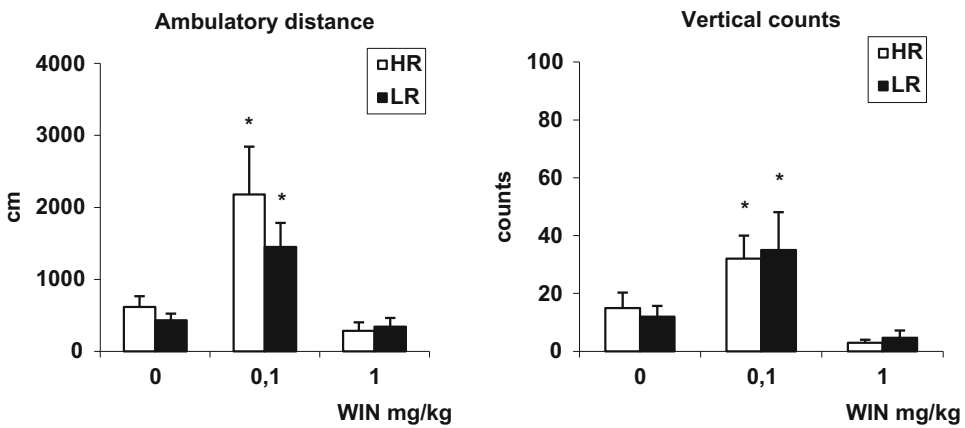 Ambulatory distance
4000
3000
2000
1000
0
cm
HR
LR
*
*
0 0,1 1
WIN mg/kg
Vertical counts
100
80
60
40
20
0
counts
HR
LR
*
*
0 0,1 1
WIN mg/kg